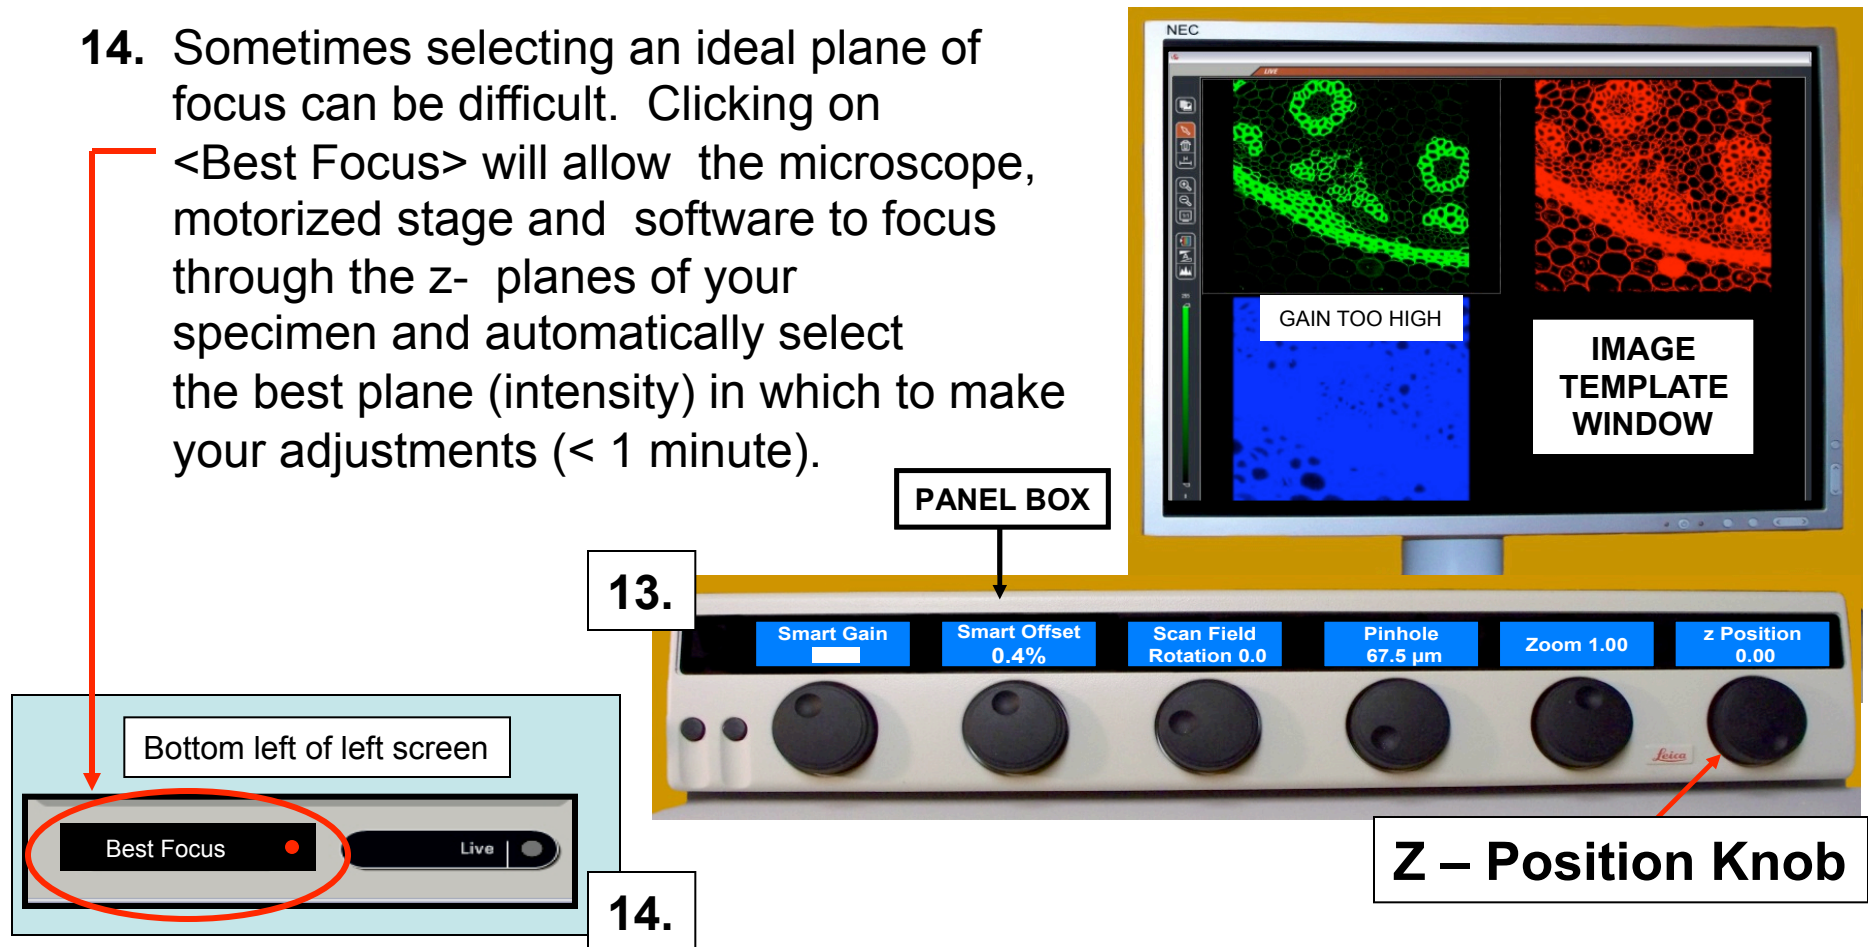 14. Sometimes selecting an ideal plane of
focus can be difficult. Clicking on
<Best Focus> will allow the microscope,
motorized stage and software to focus
through the z- planes of your
specimen and automatically select
the best plane (intensity) in which to make
your adjustments (< 1 minute).
NEC
LIVE
GAIN TOO HIGH
IMAGE
TEMPLATE
WINDOW
PANEL BOX
13.
Smart Gain
Smart Offset
0.4%
Scan Field
Rotation 0.0
Pinhole
67.5 µm
Zoom 1.00
z Position
0.00
Leica
Z – Position Knob
Bottom left of left screen
Best Focus
Live
14.